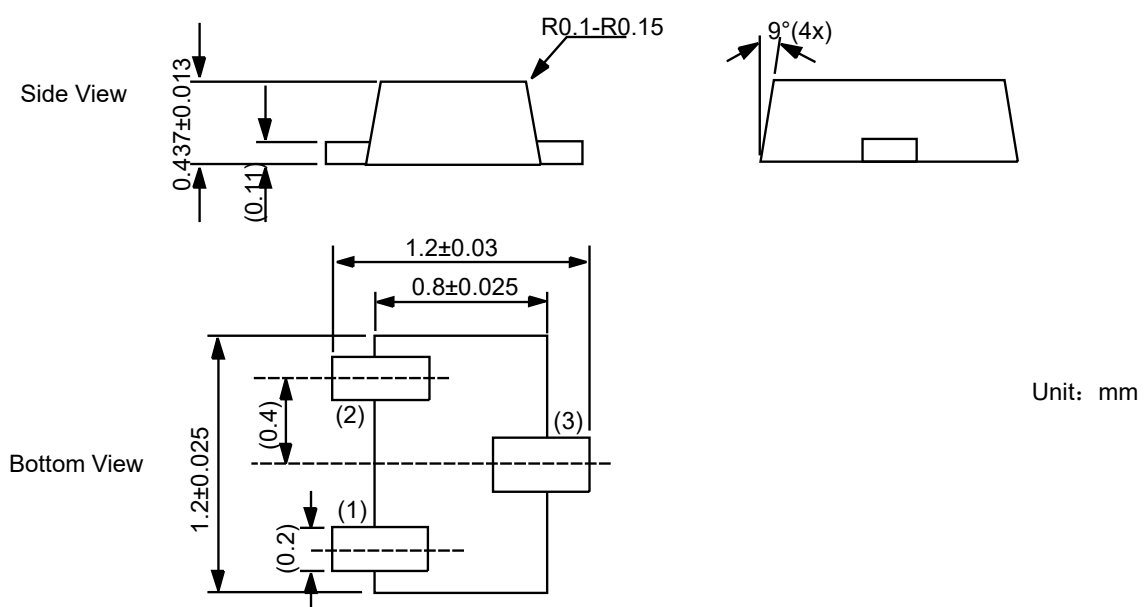 R0.1-R0.15
9°(4x)
Side View
0.437±0.013
(0.11)
1.2±0.03
0.8±0.025
Unit：mm
(0.4)
(2)
(3)
Bottom View
1.2±0.025
(1)
(0.2)